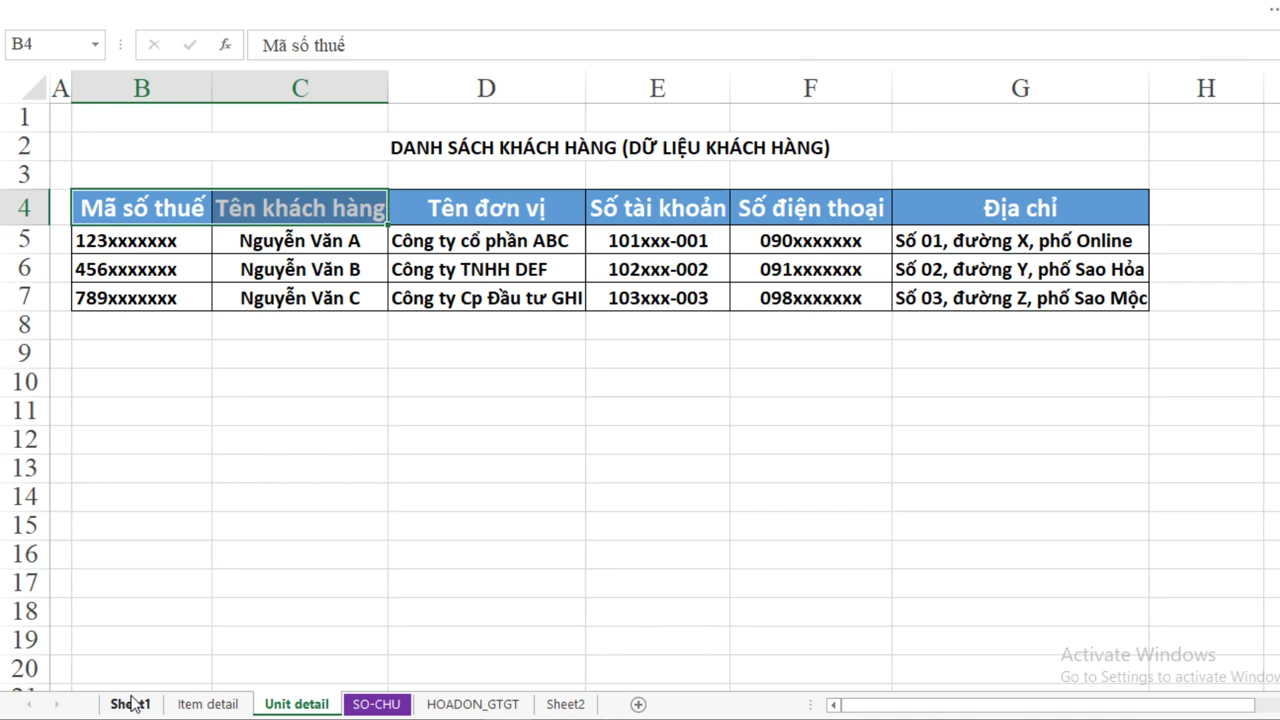 B4 fx Mã số thuế
A B C D E F G H
1
2 DANH SÁCH KHÁCH HÀNG (DỮ LIỆU KHÁCH HÀNG)
3
4 Mã số thuế Tên khách hàng Tên đơn vị Số tài khoản Số điện thoại Địa chỉ
5 123xxxxxxx Nguyễn Văn A Công ty cổ phần ABC 101xxx-001 090xxxxxxx Số 01, đường X, phố Online
6 456xxxxxxx Nguyễn Văn B Công ty TNHH DEF 102xxx-002 091xxxxxxx Số 02, đường Y, phố Sao Hỏa
7 789xxxxxxx Nguyễn Văn C Công ty Cp Đầu tư GHI 103xxx-003 098xxxxxxx Số 03, đường Z, phố Sao Mộc
8
9
10
11
12
13
14
15
16
17
18
19
20
Activate Windows
Go to Settings to activate Windows
Sheet1 Item detail Unit detail SO-CHU HOADON_GTGT Sheet2